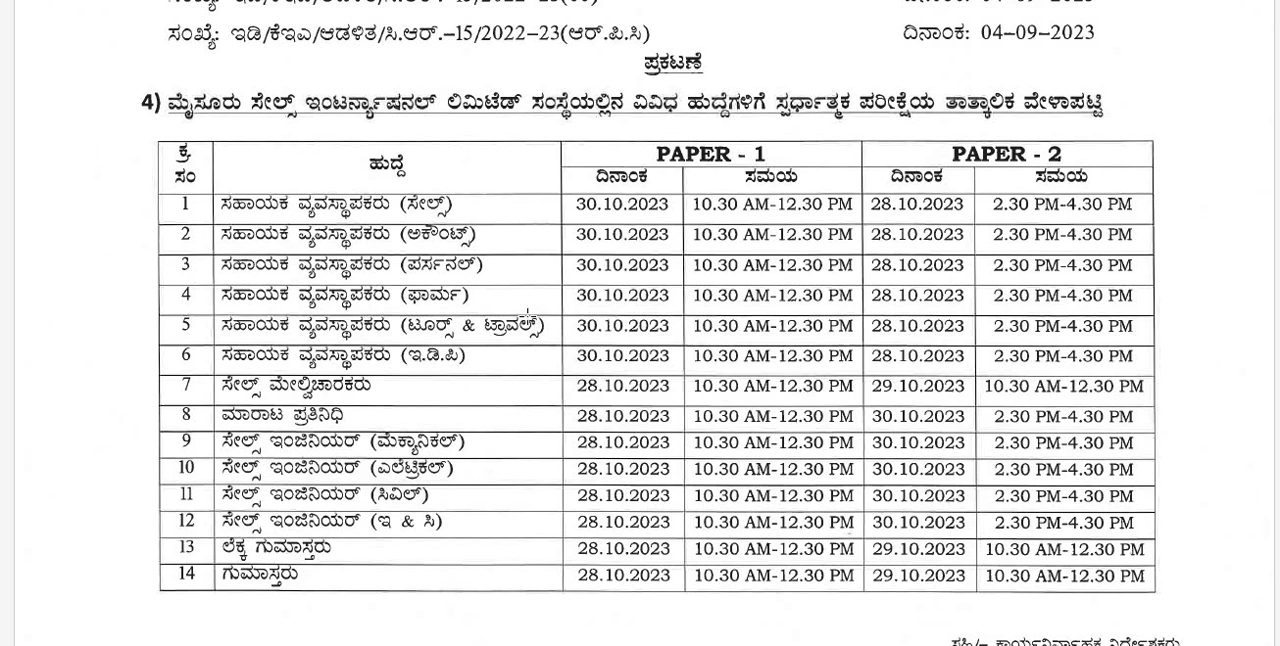 ಸಂಖ್ಯೆ: ಇಡಿ/ಕೆಇಎ/ಆಡಳಿತ/ಸಿ.ಆರ್.–15/2022–23(ಆರ್.ಪಿ.ಸಿ) ದಿನಾಂಕ: 04–09–2023
ಪ್ರಕಟಣೆ
4) ಮೈಸೂರು ಸೇಲ್ಸ್ ಇಂಟರ್ನ್ಯಾಷನಲ್ ಲಿಮಿಟೆಡ್ ಸಂಸ್ಥೆಯಲ್ಲಿನ ವಿವಿಧ ಹುದ್ದೆಗಳಿಗೆ ಸ್ಪರ್ಧಾತ್ಮಕ ಪರೀಕ್ಷೆಯ ತಾತ್ಕಾಲಿಕ ವೇಳಾಪಟ್ಟಿ
ಕ್ರ ಸಂ ಹುದ್ದೆ PAPER - 1 PAPER - 2
ದಿನಾಂಕ ಸಮಯ ದಿನಾಂಕ ಸಮಯ
1 ಸಹಾಯಕ ವ್ಯವಸ್ಥಾಪಕರು (ಸೇಲ್ಸ್) 30.10.2023 10.30 AM-12.30 PM 28.10.2023 2.30 PM-4.30 PM
2 ಸಹಾಯಕ ವ್ಯವಸ್ಥಾಪಕರು (ಅಕೌಂಟ್ಸ್) 30.10.2023 10.30 AM-12.30 PM 28.10.2023 2.30 PM-4.30 PM
3 ಸಹಾಯಕ ವ್ಯವಸ್ಥಾಪಕರು (ಪರ್ಸನಲ್) 30.10.2023 10.30 AM-12.30 PM 28.10.2023 2.30 PM-4.30 PM
4 ಸಹಾಯಕ ವ್ಯವಸ್ಥಾಪಕರು (ಫಾರ್ಮ) 30.10.2023 10.30 AM-12.30 PM 28.10.2023 2.30 PM-4.30 PM
5 ಸಹಾಯಕ ವ್ಯವಸ್ಥಾಪಕರು (ಟೂರ್ಸ್ & ಟ್ರಾವಲ್ಸ್) 30.10.2023 10.30 AM-12.30 PM 28.10.2023 2.30 PM-4.30 PM
6 ಸಹಾಯಕ ವ್ಯವಸ್ಥಾಪಕರು (ಇ.ಡಿ.ಪಿ) 30.10.2023 10.30 AM-12.30 PM 28.10.2023 2.30 PM-4.30 PM
7 ಸೇಲ್ಸ್ ಮೇಲ್ವಿಚಾರಕರು 28.10.2023 10.30 AM-12.30 PM 29.10.2023 10.30 AM-12.30 PM
8 ಮಾರಾಟ ಪ್ರತಿನಿಧಿ 28.10.2023 10.30 AM-12.30 PM 30.10.2023 2.30 PM-4.30 PM
9 ಸೇಲ್ಸ್ ಇಂಜಿನಿಯರ್ (ಮೆಕ್ಯಾನಿಕಲ್) 28.10.2023 10.30 AM-12.30 PM 30.10.2023 2.30 PM-4.30 PM
10 ಸೇಲ್ಸ್ ಇಂಜಿನಿಯರ್ (ಎಲೆಟ್ರಿಕಲ್) 28.10.2023 10.30 AM-12.30 PM 30.10.2023 2.30 PM-4.30 PM
11 ಸೇಲ್ಸ್ ಇಂಜಿನಿಯರ್ (ಸಿವಿಲ್) 28.10.2023 10.30 AM-12.30 PM 30.10.2023 2.30 PM-4.30 PM
12 ಸೇಲ್ಸ್ ಇಂಜಿನಿಯರ್ (ಇ & ಸಿ) 28.10.2023 10.30 AM-12.30 PM 30.10.2023 2.30 PM-4.30 PM
13 ಲೆಕ್ಕ ಗುಮಾಸ್ತರು 28.10.2023 10.30 AM-12.30 PM 29.10.2023 10.30 AM-12.30 PM
14 ಗುಮಾಸ್ತರು 28.10.2023 10.30 AM-12.30 PM 29.10.2023 10.30 AM-12.30 PM
ಸಹಿ/– ಕಾರ್ಯನಿರ್ವಾಹಕ ನಿರ್ದೇಶಕರು